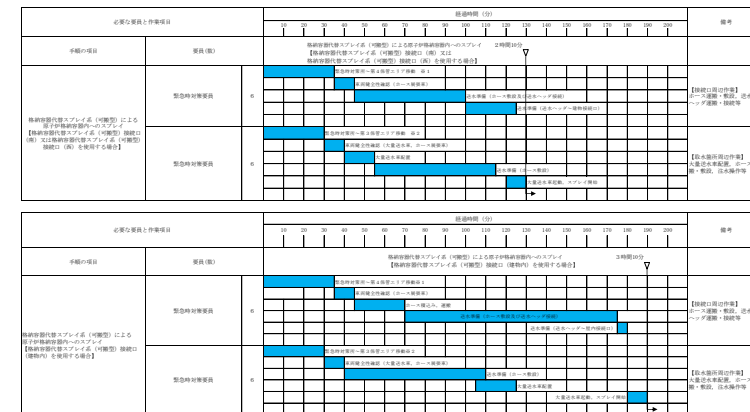 必要な要員と作業項目
経過時間（分）
備考
10 20 30 40 50 60 70 80 90 100 110 120 130 140 150 160 170 180 190 200
手順の項目
要員(数)
格納容器代替スプレイ系（可搬型）による原子炉格納容器内へのスプレイ 2時間10分
【格納容器代替スプレイ系（可搬型）接続口（南）又は
格納容器代替スプレイ系（可搬型）接続口（西）を使用する場合】
格納容器代替スプレイ系（可搬型）による
原子炉格納容器内へのスプレイ
【格納容器代替スプレイ系（可搬型）接続口
（南）又は格納容器代替スプレイ系（可搬型）
接続口（西）を使用する場合】
緊急時対策要員
6
緊急時対策所～第４保管エリア移動 ※１
車両健全性確認（ホース展張車）
送水準備（ホース敷設及び送水ヘッダ接続）
送水準備（送水ヘッダ～建物接続口）
【接続口周辺作業】
ホース運搬・敷設、送水
ヘッダ運搬・接続等
緊急時対策要員
6
緊急時対策所～第３保管エリア移動 ※２
車両健全性確認（大量送水車、ホース展張車）
大量送水車配置
送水準備（ホース敷設）
大量送水車起動、スプレイ開始
【取水箇所周辺作業】
大量送水車配置、ホース
運搬・敷設、注水操作等
必要な要員と作業項目
経過時間（分）
備考
10 20 30 40 50 60 70 80 90 100 110 120 130 140 150 160 170 180 190 200
手順の項目
要員(数)
格納容器代替スプレイ系（可搬型）による原子炉格納容器内へのスプレイ 3時間10分
【格納容器代替スプレイ系（可搬型）接続口（建物内）を使用する場合】
格納容器代替スプレイ系（可搬型）による
原子炉格納容器内へのスプレイ
【格納容器代替スプレイ系（可搬型）接続口
（建物内）を使用する場合】
緊急時対策要員
6
緊急時対策所～第４保管エリア移動※１
車両健全性確認（ホース展張車）
ホース積込み、運搬
送水準備（ホース敷設及び送水ヘッダ接続）
送水準備（送水ヘッダ～屋内接続口）
【接続口周辺作業】
ホース運搬・敷設、送水
ヘッダ運搬・接続等
緊急時対策要員
6
緊急時対策所～第３保管エリア移動※２
車両健全性確認（大量送水車、ホース展張車）
送水準備（ホース敷設）
大量送水車配置
大量送水車起動、スプレイ開始
【取水箇所周辺作業】
大量送水車配置、ホース
運搬・敷設、注水操作等